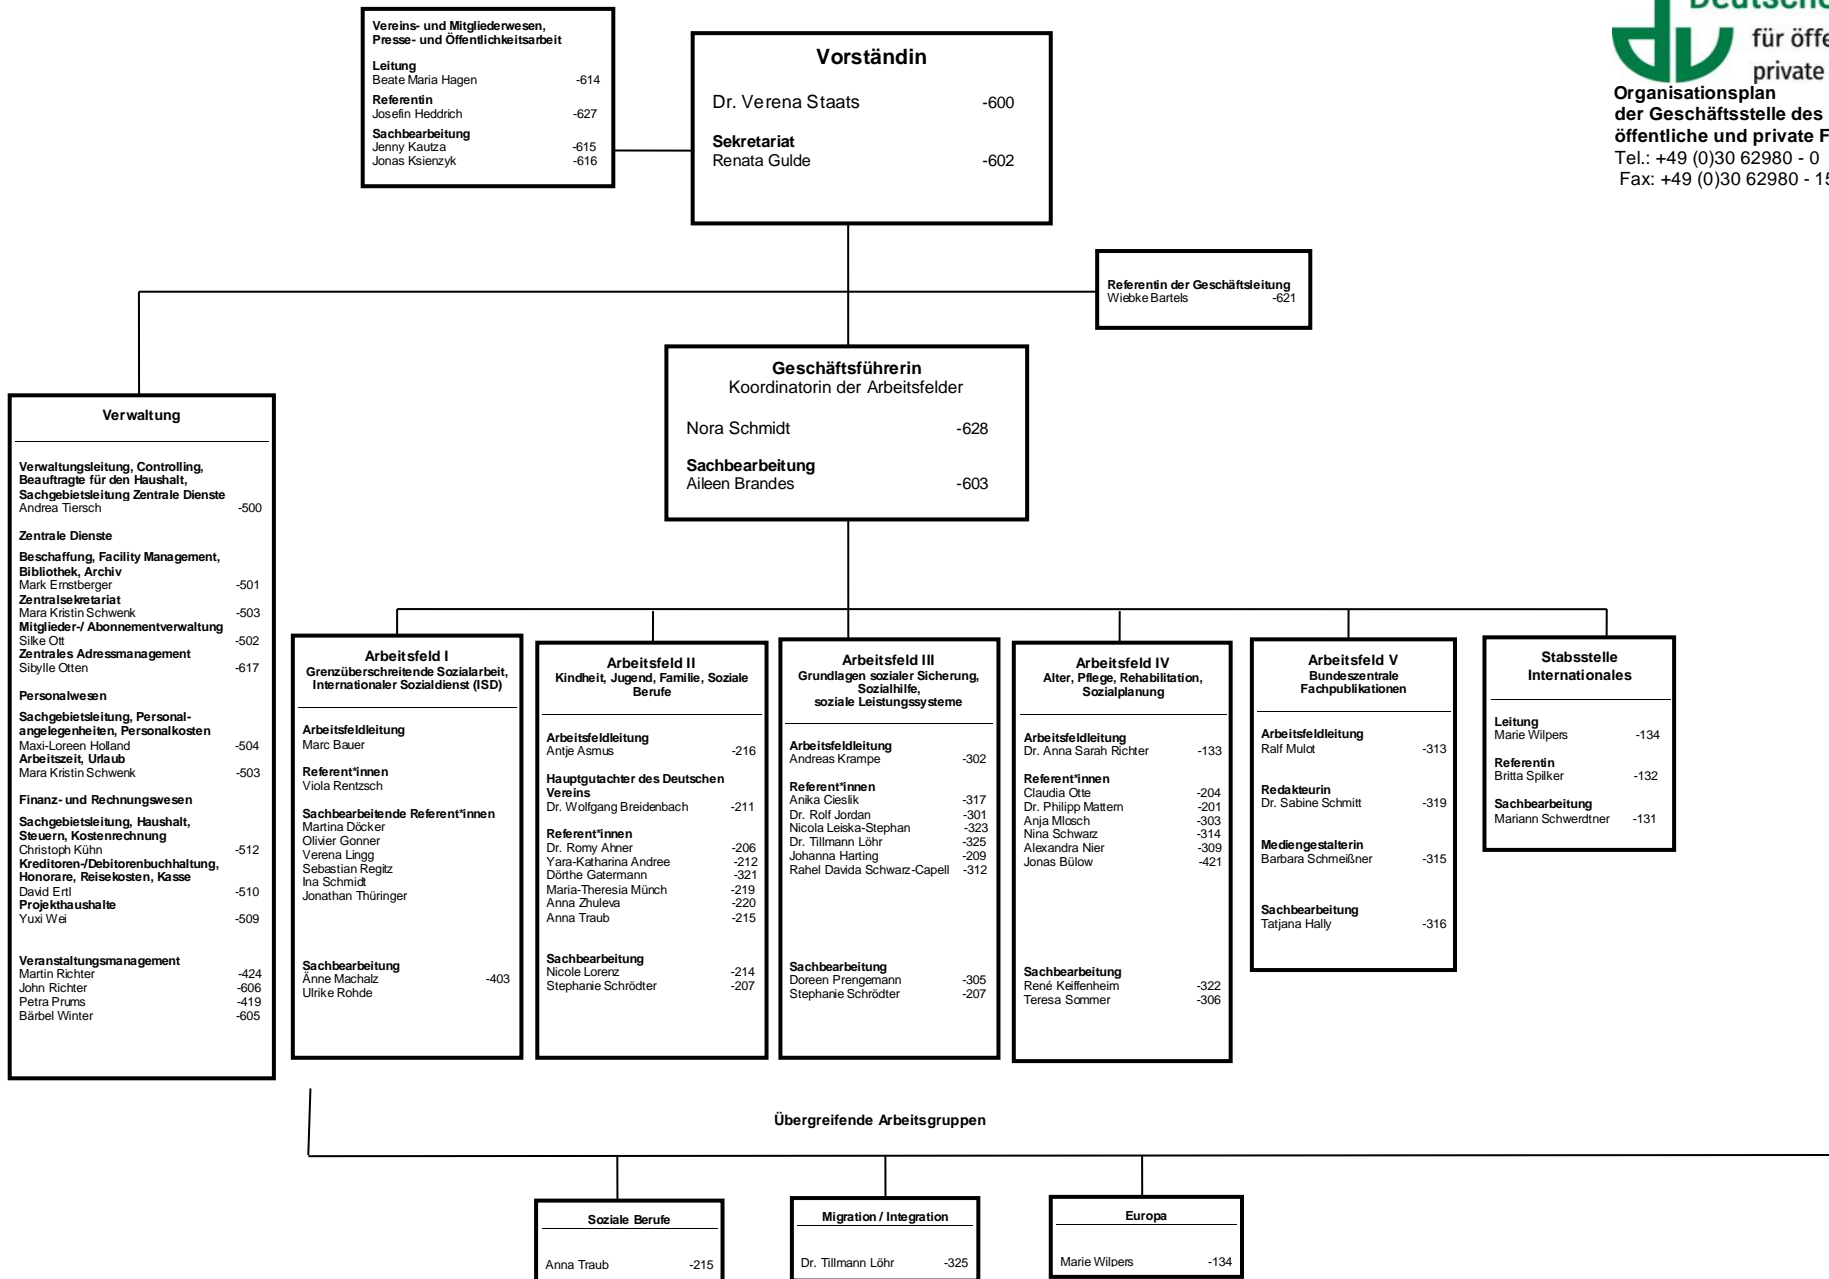 Vereins- und Mitgliederwesen,
Presse- und Öffentlichkeitsarbeit
Leitung
Beate Maria Hagen -614
Referentin
Josefin Heddrich -627
Sachbearbeitung
Jenny Kautza -615
Jonas Ksienzyk -616
Vorständin
Dr. Verena Staats -600
Sekretariat
Renata Gulde -602
für öffe
private
Organisationsplan
der Geschäftsstelle des
öffentliche und private F
Tel.: +49 (0)30 62980 - 0
Fax: +49 (0)30 62980 - 15
Referentin der Geschäftsleitung
Wiebke Bartels -621
Geschäftsführerin
Koordinatorin der Arbeitsfelder
Nora Schmidt -628
Sachbearbeitung
Aileen Brandes -603
Verwaltung
Verwaltungsleitung, Controlling,
Beauftragte für den Haushalt,
Sachgebietsleitung Zentrale Dienste
Andrea Tiersch -500
Zentrale Dienste
Beschaffung, Facility Management,
Bibliothek, Archiv
Mark Ernstberger -501
Zentralsekretariat
Mara Kristin Schwenk -503
Mitglieder-/ Abonnementverwaltung
Silke Ott -502
Zentrales Adressmanagement
Sibylle Otten -617
Personalwesen
Sachgebietsleitung, Personal-
angelegenheiten, Personalkosten
Maxi-Loreen Holland -504
Arbeitszeit, Urlaub
Mara Kristin Schwenk -503
Finanz- und Rechnungswesen
Sachgebietsleitung, Haushalt,
Steuern, Kostenrechnung
Christoph Kühn -512
Kreditoren-/Debitorenbuchhaltung,
Honorare, Reisekosten, Kasse
David Ertl -510
Projekthaushalte
Yuxi Wei -509
Veranstaltungsmanagement
Martin Richter -424
John Richter -606
Petra Prums -419
Bärbel Winter -605
Arbeitsfeld I
Grenzüberschreitende Sozialarbeit,
Internationaler Sozialdienst (ISD)
Arbeitsfeldleitung
Marc Bauer
Referent*innen
Viola Rentzsch
Sachbearbeitende Referent*innen
Martina Döcker
Olivier Gonner
Verena Lingg
Sebastian Regitz
Ina Schmidt
Jonathan Thüringer
Sachbearbeitung
Änne Machalz -403
Ulrike Rohde
Arbeitsfeld II
Kindheit, Jugend, Familie, Soziale
Berufe
Arbeitsfeldleitung
Antje Asmus -216
Hauptgutachter des Deutschen
Vereins
Dr. Wolfgang Breidenbach -211
Referent*innen
Dr. Romy Ahner -206
Yara-Katharina Andree -212
Dörthe Gatermann -321
Maria-Theresia Münch -219
Anna Zhuleva -220
Anna Traub -215
Sachbearbeitung
Nicole Lorenz -214
Stephanie Schrödter -207
Arbeitsfeld III
Grundlagen sozialer Sicherung,
Sozialhilfe,
soziale Leistungssysteme
Arbeitsfeldleitung
Andreas Krampe -302
Referent*innen
Anika Cieslik -317
Dr. Rolf Jordan -301
Nicola Leiska-Stephan -323
Dr. Tillmann Löhr -325
Johanna Harting -209
Rahel Davida Schwarz-Capell -312
Sachbearbeitung
Doreen Prengemann -305
Stephanie Schrödter -207
Arbeitsfeld IV
Alter, Pflege, Rehabilitation,
Sozialplanung
Arbeitsfeldleitung
Dr. Anna Sarah Richter -133
Referent*innen
Claudia Otte -204
Dr. Philipp Mattern -201
Anja Mlosch -303
Nina Schwarz -314
Alexandra Nier -309
Jonas Bülow -421
Sachbearbeitung
René Keiffenheim -322
Teresa Sommer -306
Arbeitsfeld V
Bundeszentrale
Fachpublikationen
Arbeitsfeldleitung
Ralf Mulot -313
Redakteurin
Dr. Sabine Schmitt -319
Mediengestalterin
Barbara Schmeißner -315
Sachbearbeitung
Tatjana Hally -316
Stabsstelle
Internationales
Leitung
Marie Wilpers -134
Referentin
Britta Spilker -132
Sachbearbeitung
Mariann Schwerdtner -131
Übergreifende Arbeitsgruppen
Soziale Berufe
Anna Traub -215
Migration / Integration
Dr. Tillmann Löhr -325
Europa
Marie Wilpers -134